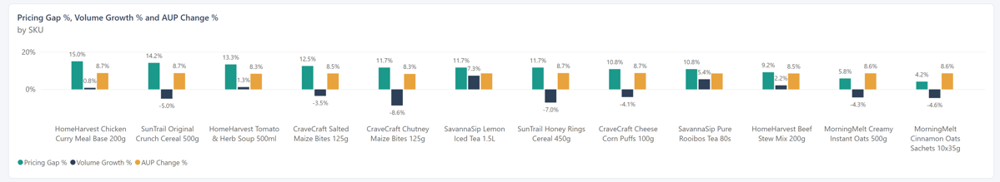 Pricing Gap %, Volume Growth % and AUP Change %
by SKU
20%
0%
15.0%
0.8%
8.7%
14.2%
-5.0%
8.7%
13.3%
1.3%
8.3%
12.5%
-3.5%
8.5%
11.7%
-8.6%
8.3%
11.7%
7.3%
11.7%
-7.0%
8.7%
10.8%
-4.1%
8.7%
10.8%
5.4%
9.2%
2.2%
8.5%
5.8%
-4.3%
8.6%
4.2%
-4.6%
8.6%
HomeHarvest Chicken
Curry Meal Base 200g
SunTrail Original
Crunch Cereal 500g
HomeHarvest Tomato
& Herb Soup 500ml
CraveCraft Salted
Maize Bites 125g
CraveCraft Chutney
Maize Bites 125g
SavannaSip Lemon
Iced Tea 1.5L
SunTrail Honey Rings
Cereal 450g
CraveCraft Cheese
Corn Puffs 100g
SavannaSip Pure
Rooibos Tea 80s
HomeHarvest Beef
Stew Mix 200g
MorningMelt Creamy
Instant Oats 500g
MorningMelt
Cinnamon Oats
Sachets 10x35g
Pricing Gap %
Volume Growth %
AUP Change %